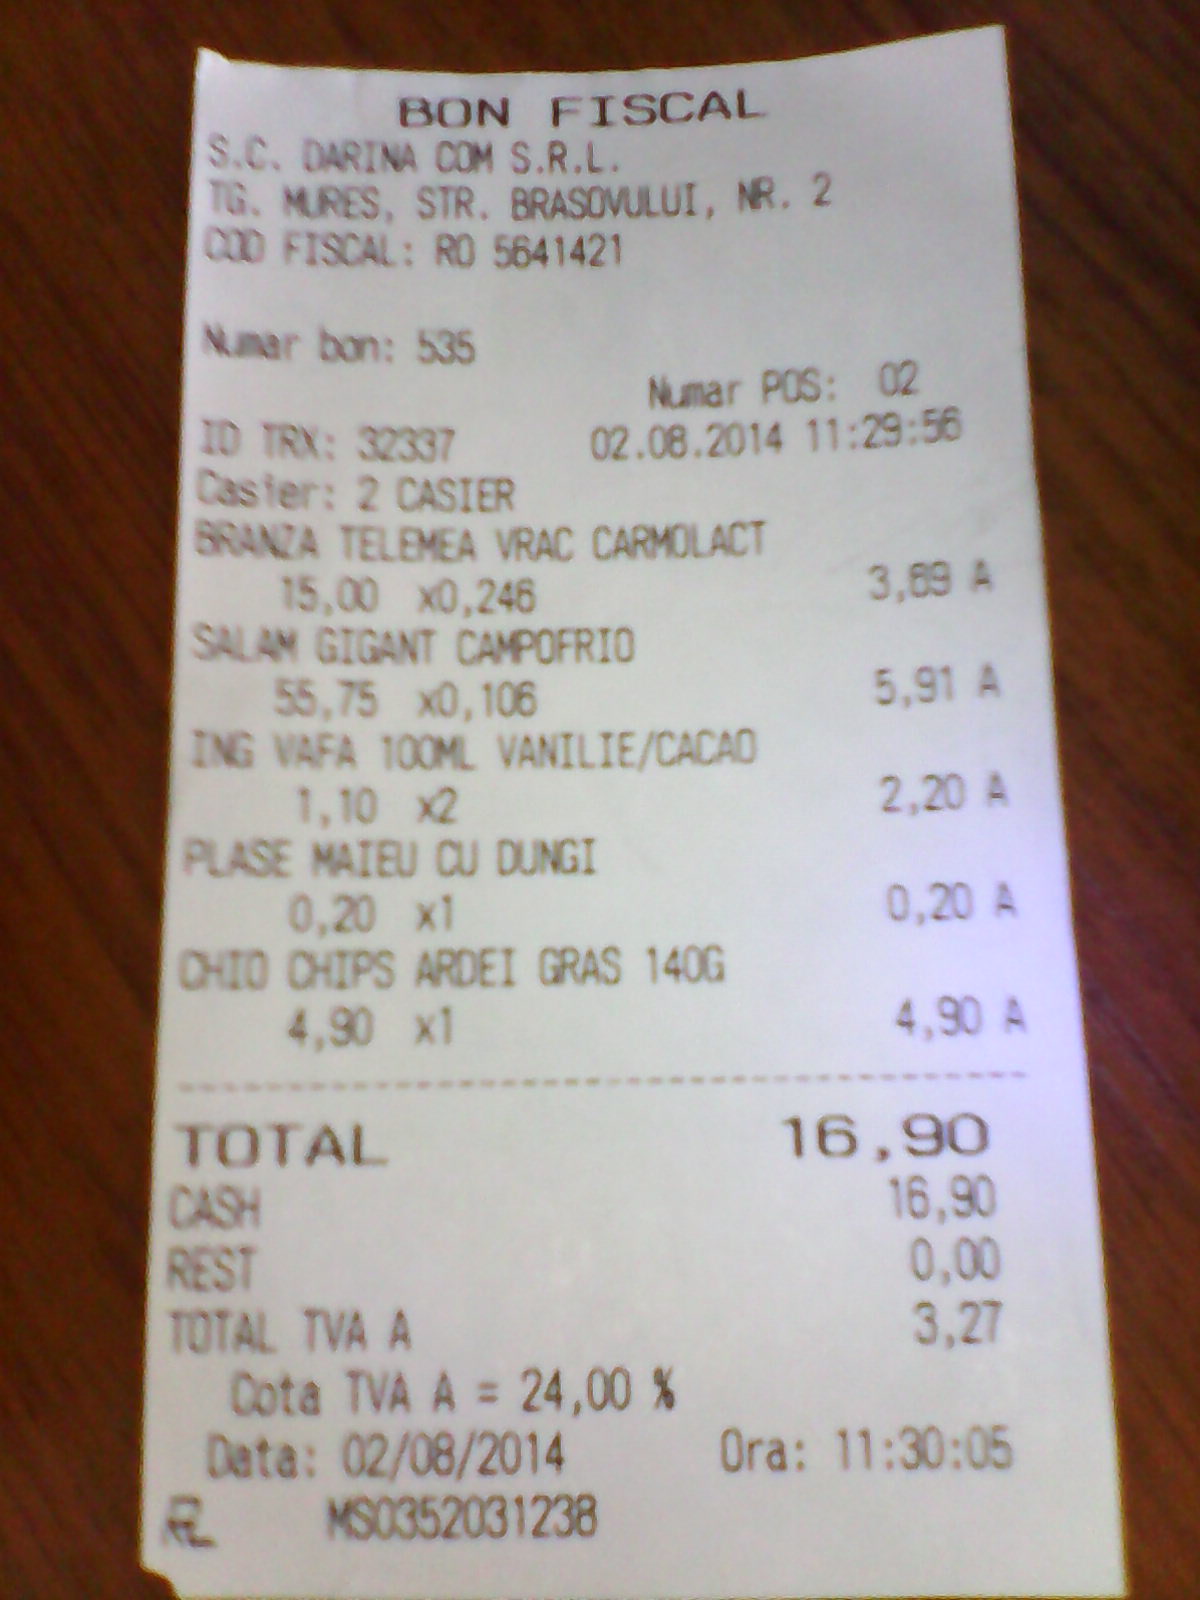 BON FISCAL
S.C. DARINA COM S.R.L.
TG. MURES, STR. BRASOVULUI, NR. 2
COD FISCAL: RO 5641421
Numar bon: 535
Numar POS: 02
ID TRX: 32337 02.08.2014 11:29:56
Casier: 2 CASIER
BRANZA TELEMEA VRAC CARMOLACT
15,00 x0,246 3,69 A
SALAM GIGANT CAMPOFRIO
55,75 x0,106 5,91 A
ING VAFA 100ML VANILIE/CACAO
1,10 x2 2,20 A
PLASE MAIEU CU DUNGI
0,20 x1 0,20 A
CHIO CHIPS ARDEI GRAS 140G
4,90 x1 4,90 A
TOTAL 16,90
CASH 16,90
REST 0,00
TOTAL TVA A 3,27
Cota TVA A = 24,00 %
Data: 02/08/2014 Ora: 11:30:05
MS0352031238